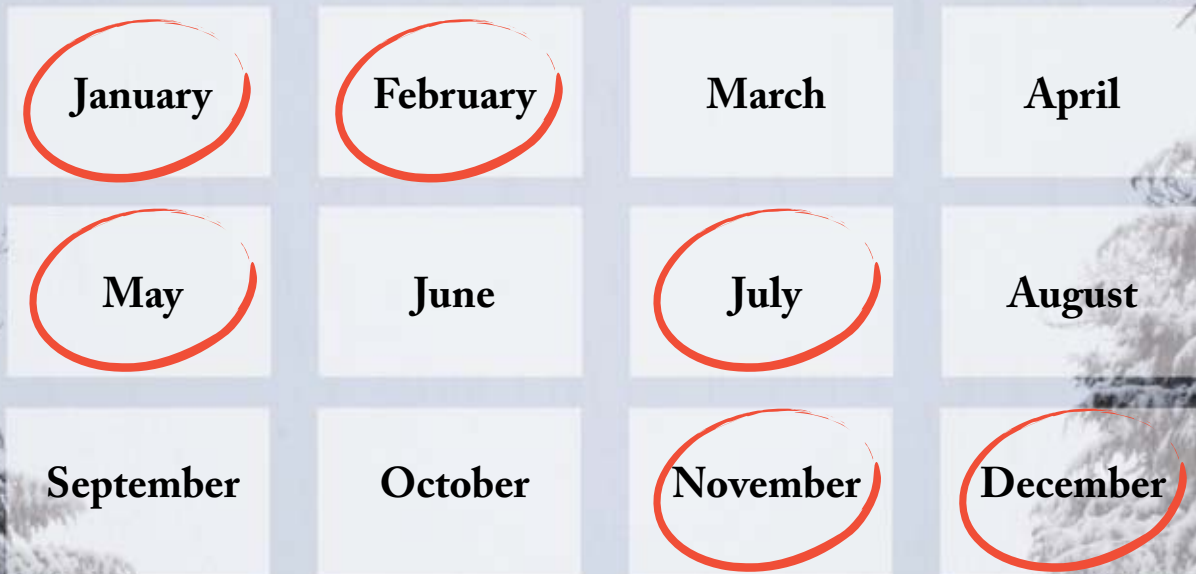 January February March April
May June July August
September October November December